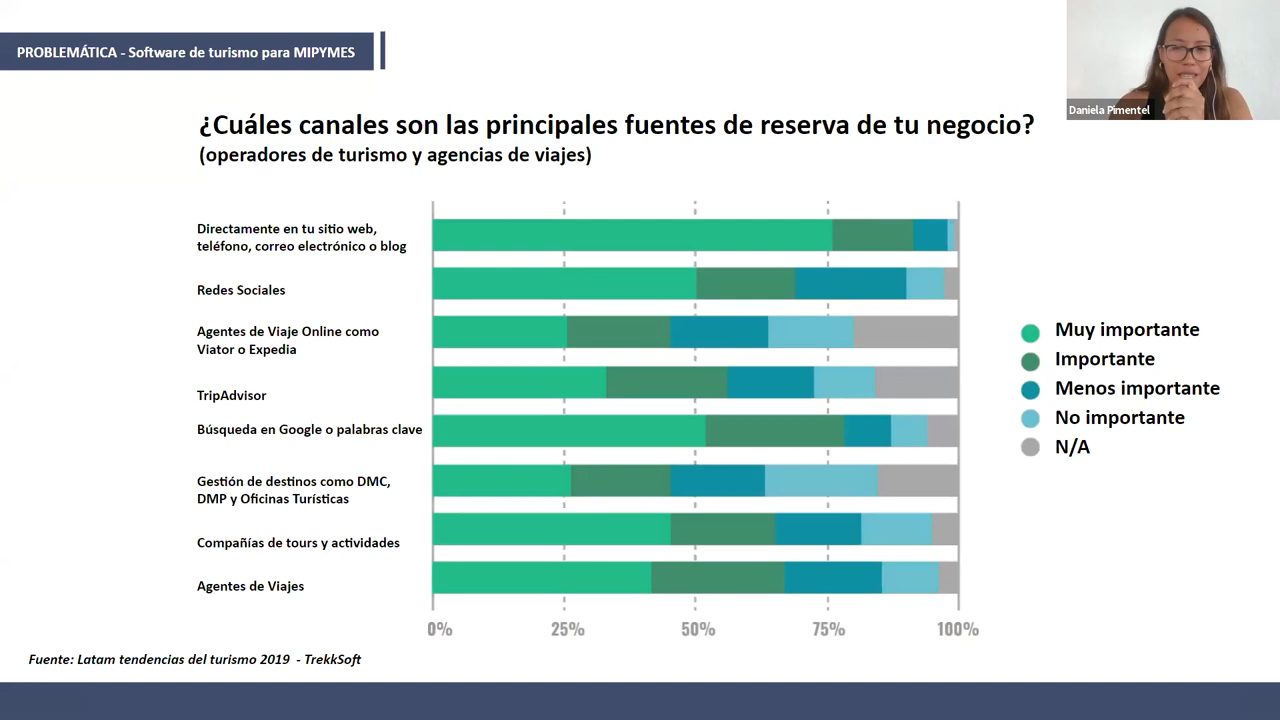 PROBLEMÁTICA - Software de turismo para MIPYMES
Daniela Pimentel
¿Cuáles canales son las principales fuentes de reserva de tu negocio?
(operadores de turismo y agencias de viajes)
Directamente en tu sitio web,
teléfono, correo electrónico o blog
Redes Sociales
Agentes de Viaje Online como
Viator o Expedia
TripAdvisor
Búsqueda en Google o palabras clave
Gestión de destinos como DMC,
DMP y Oficinas Turísticas
Compañías de tours y actividades
Agentes de Viajes
0%
25%
50%
75%
100%
Muy importante
Importante
Menos importante
No importante
N/A
Fuente: Latam tendencias del turismo 2019 - TrekkSoft